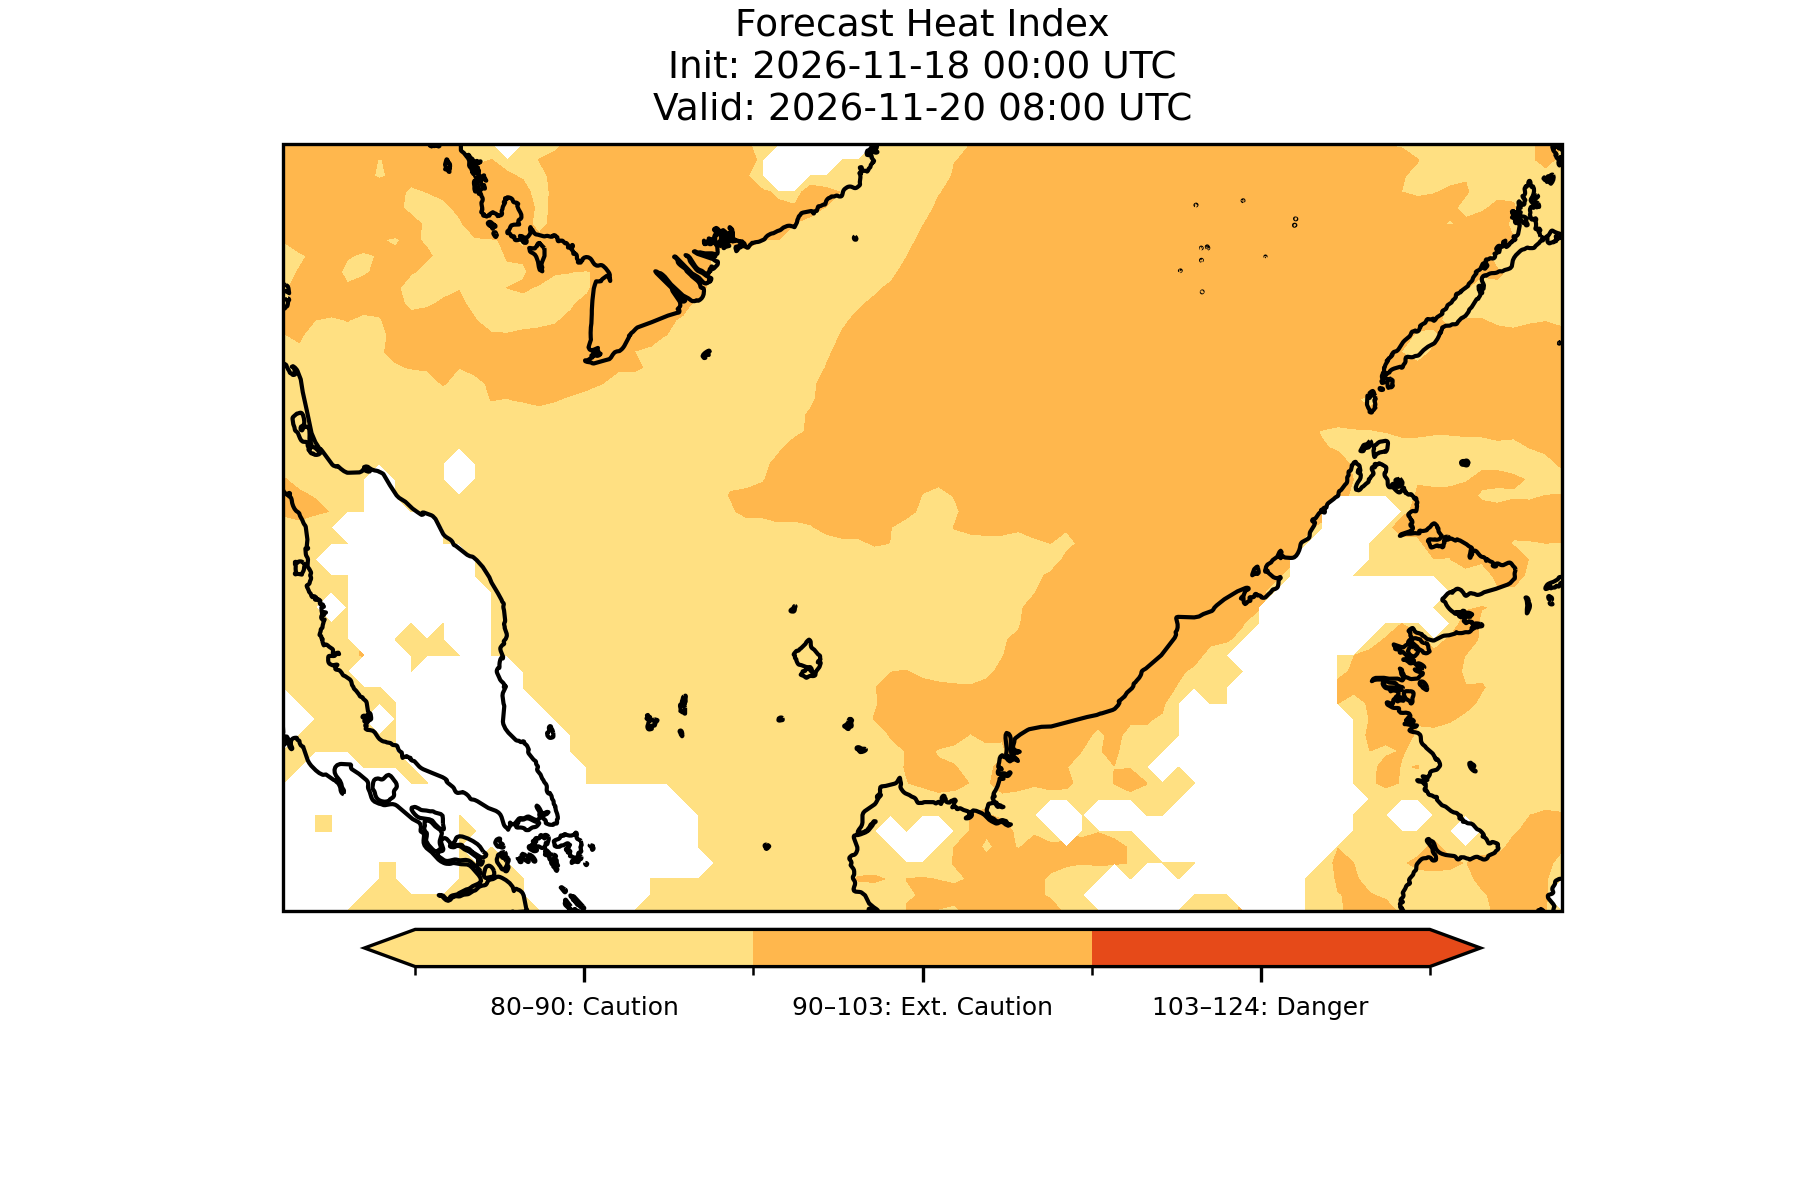 Forecast Heat Index
Init: 2026-11-18 00:00 UTC
Valid: 2026-11-20 08:00 UTC
80–90: Caution
90–103: Ext. Caution
103–124: Danger